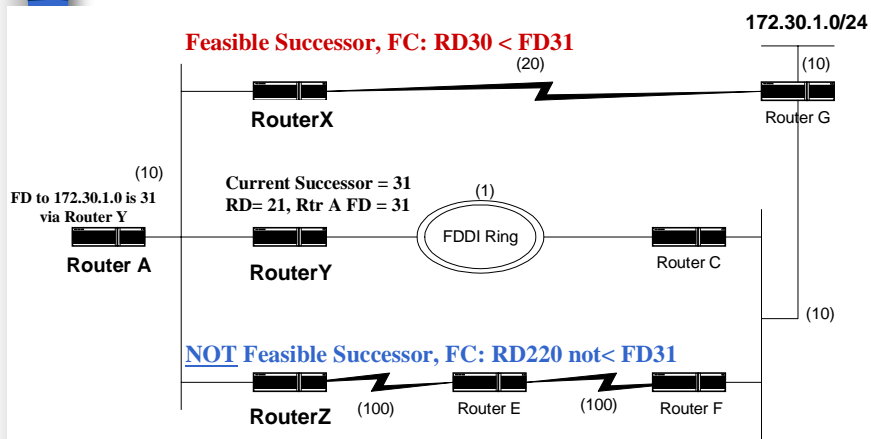 172.30.1.0/24
Feasible Successor, FC: RD30 < FD31
(20)
(10)
RouterX
Router G
(10)
FD to 172.30.1.0 is 31
via Router Y
Current Successor = 31
RD= 21, Rtr A FD = 31
(1)
FDDI Ring
Router A
RouterY
Router C
(10)
NOT Feasible Successor, FC: RD220 not< FD31
RouterZ
(100)
Router E
(100)
Router F